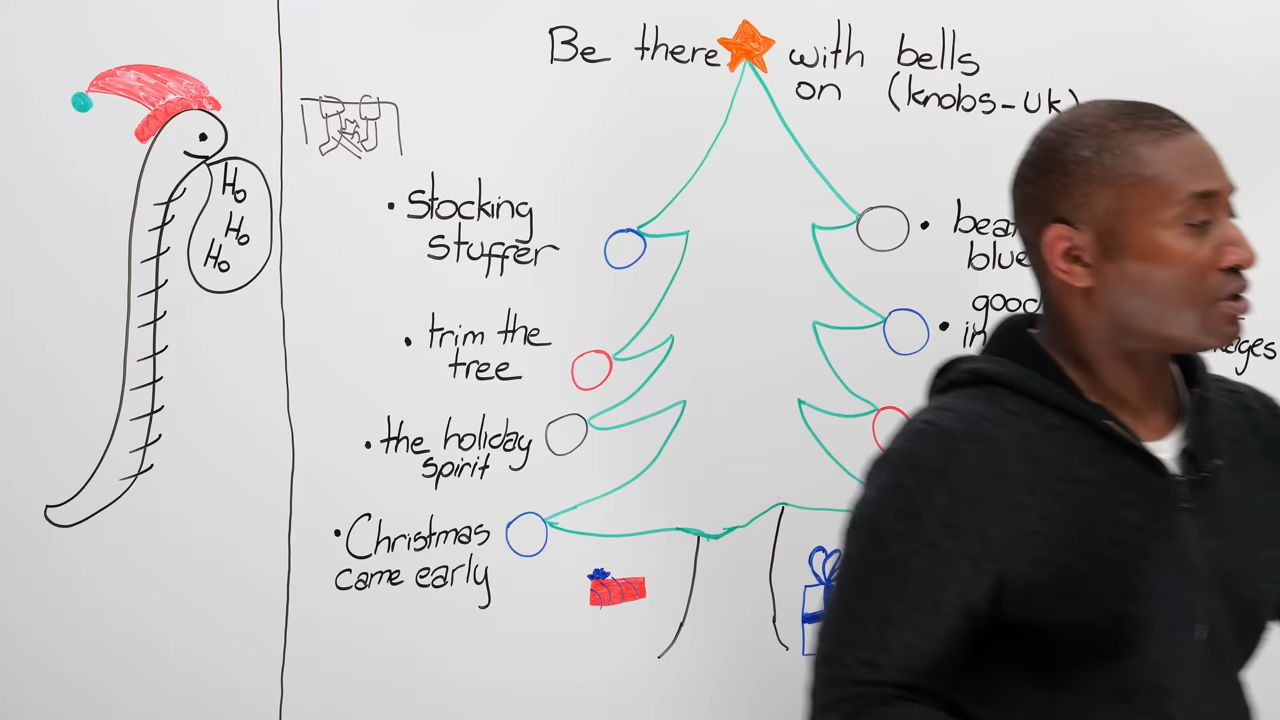 Be there with bells
on (knobs-UK)
Ho
Ho
Ho
• Stocking
stuffer
• trim the
tree
• the holiday
spirit
• Christmas
came early
•
blue
• good
in